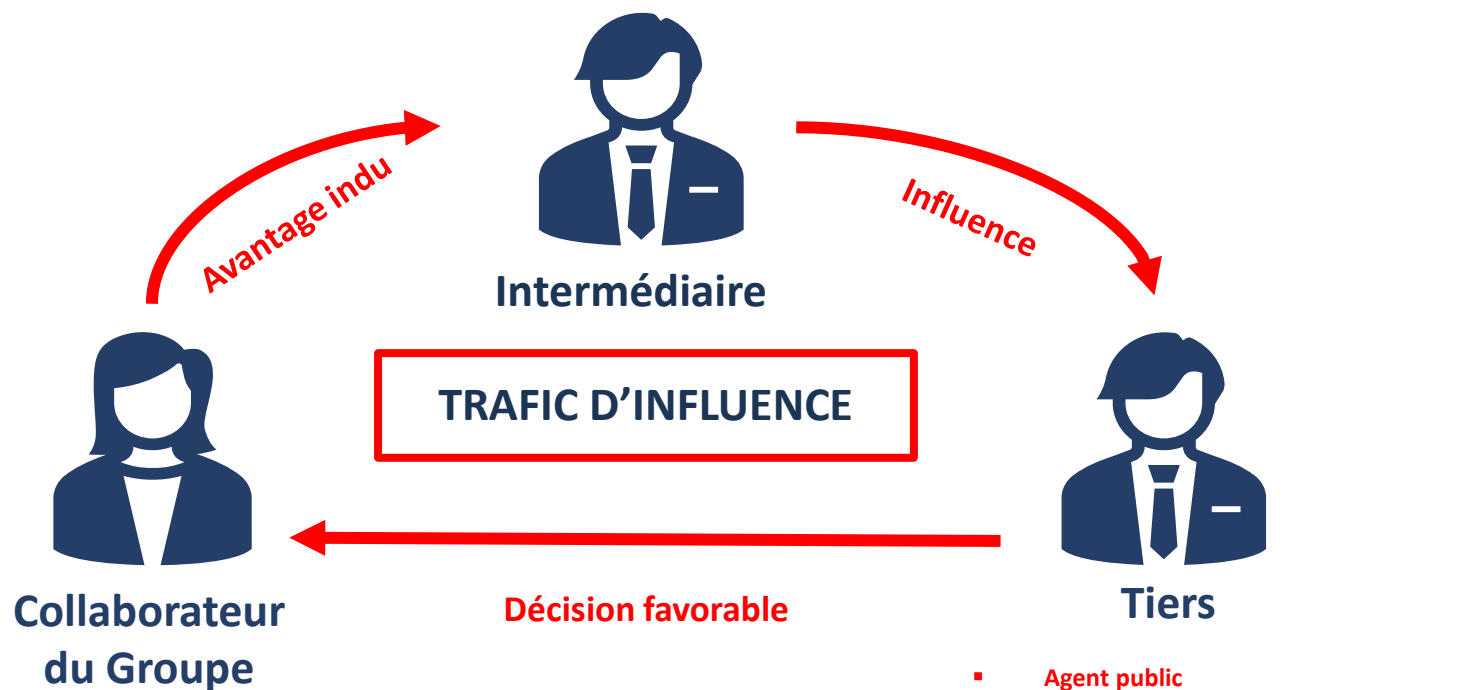 Avantage indu
Influence
Intermédiaire
TRAFIC D’INFLUENCE
Décision favorable
Collaborateur
du Groupe
Tiers
▪ Agent public